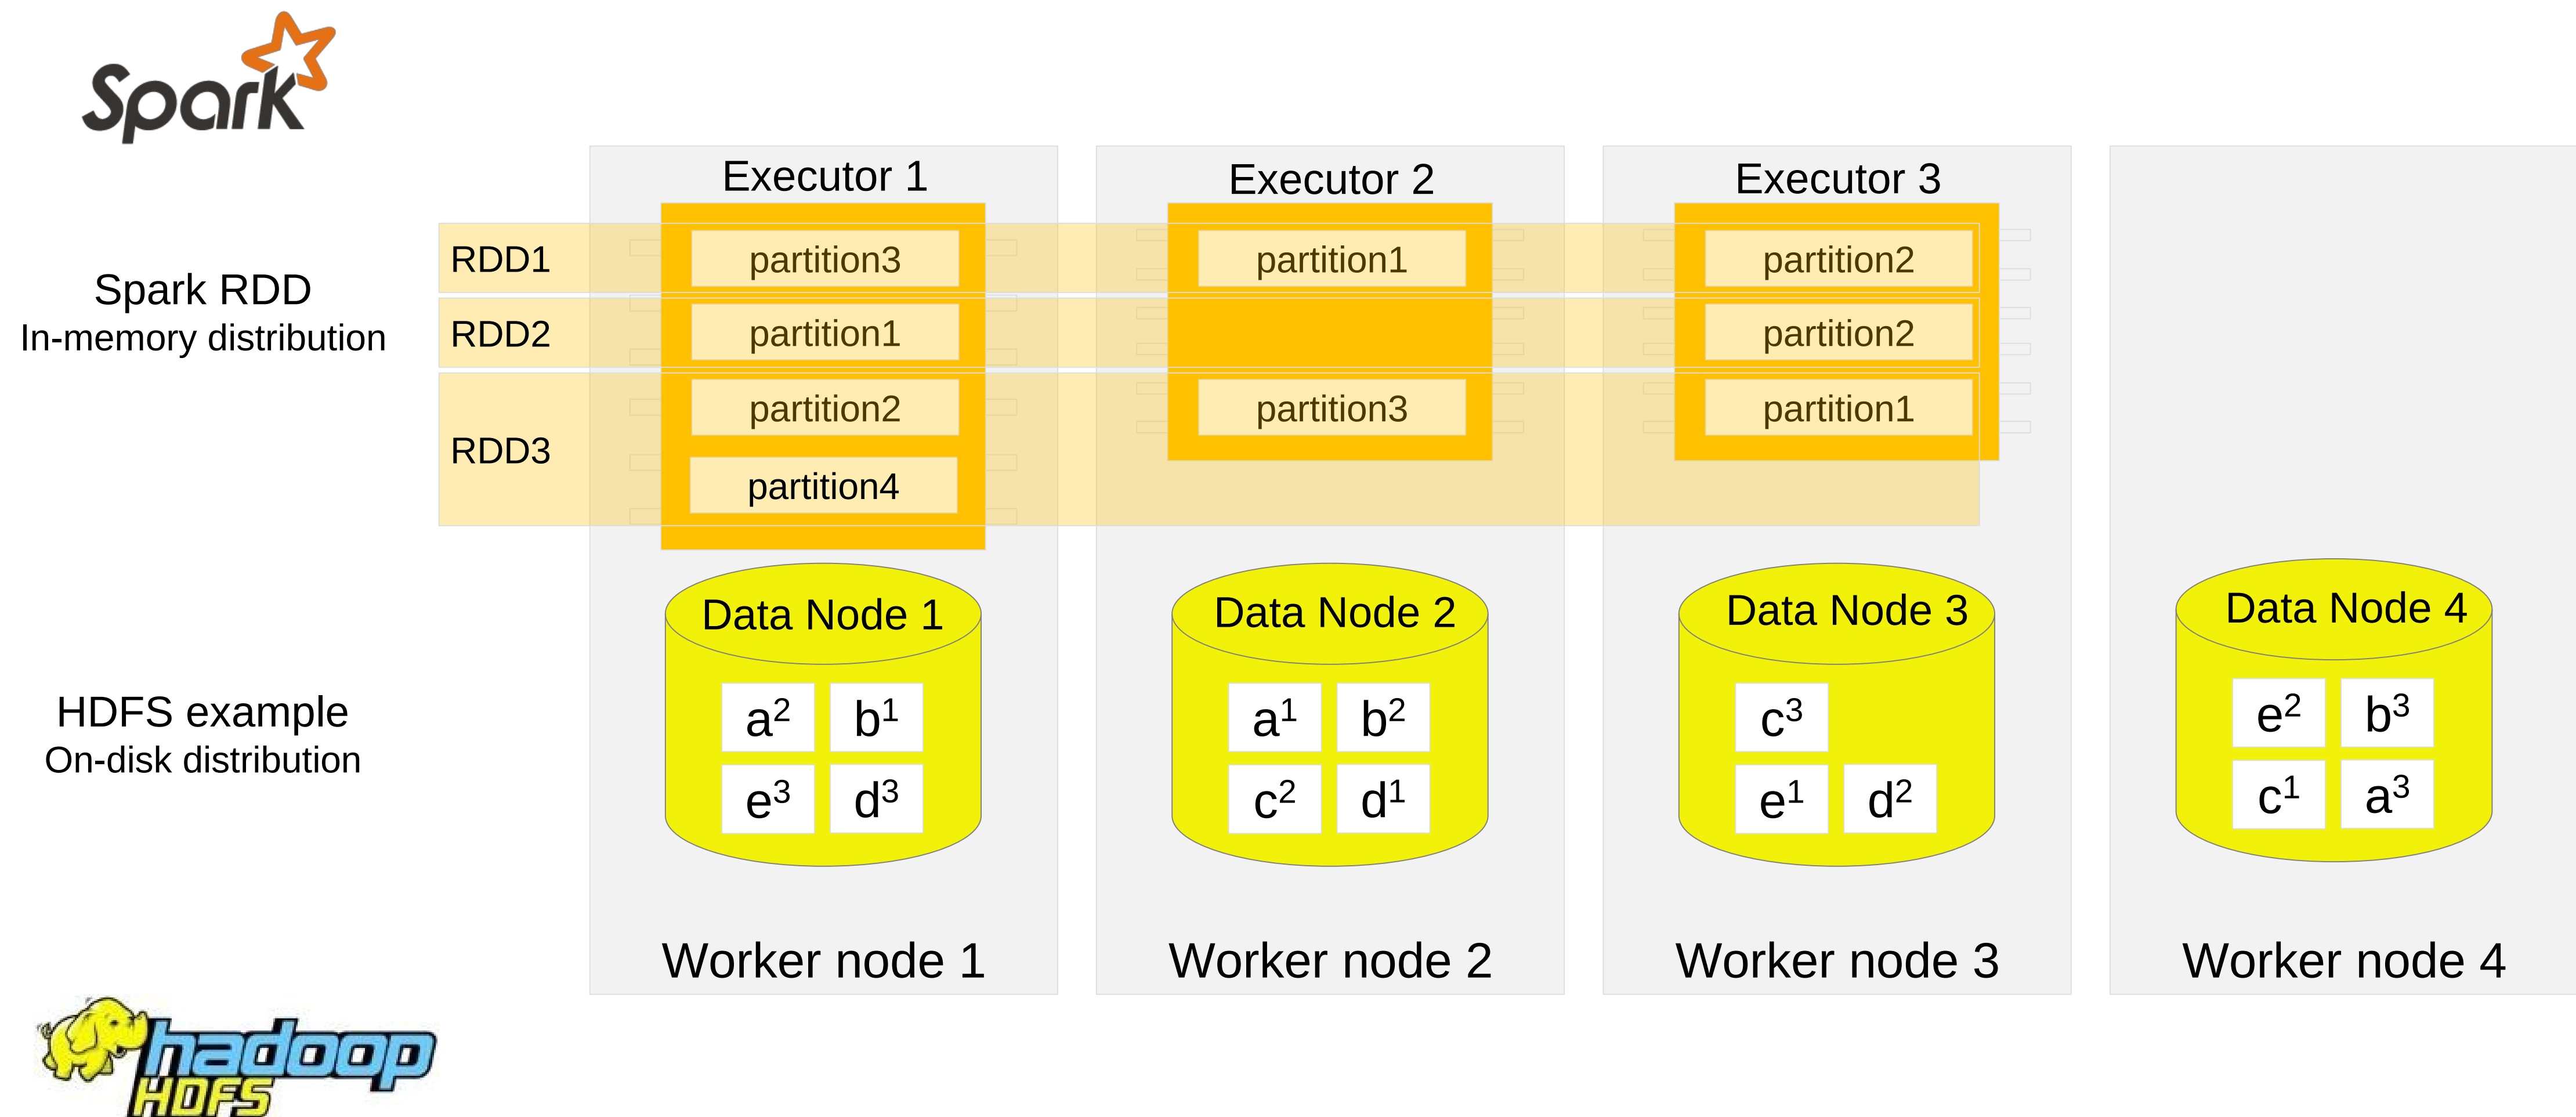 Spark
Executor 1
Executor 2
Executor 3
Spark RDD
In-memory distribution
RDD1
partition3
partition1
partition2
RDD2
partition1
partition2
RDD3
partition2
partition3
partition1
partition4
Data Node 1
Data Node 2
Data Node 3
Data Node 4
HDFS example
On-disk distribution
a² b¹
e³ d³
a¹ b²
c² d¹
c³
e¹ d²
e² b³
c¹ a³
Worker node 1
Worker node 2
Worker node 3
Worker node 4
hadoop
HDFS